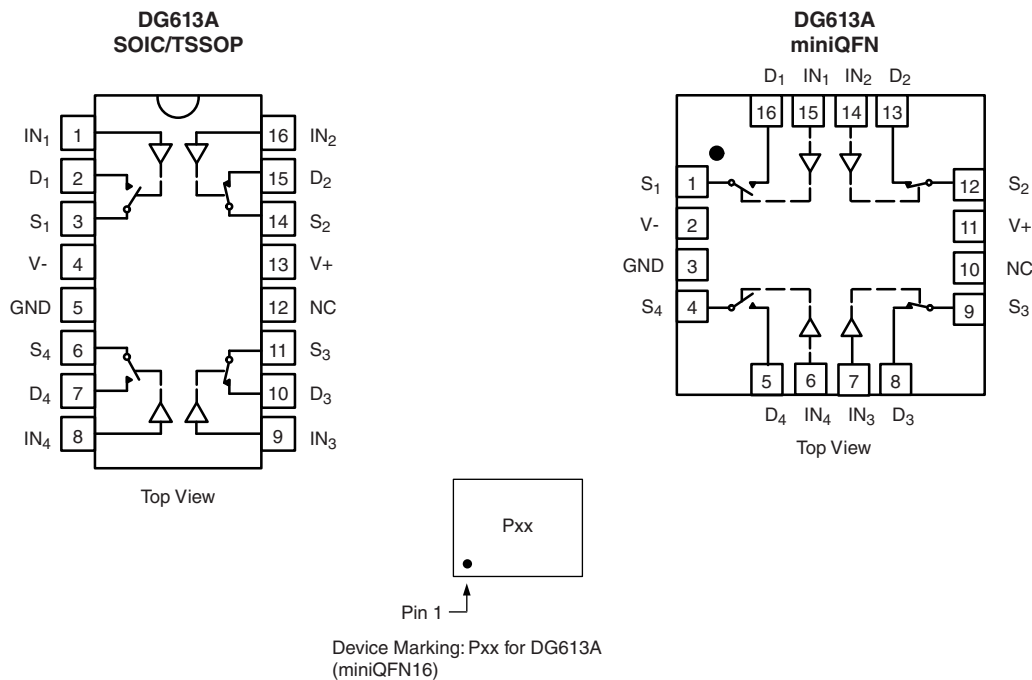 DG613A
SOIC/TSSOP
IN1 1 16 IN2
D1 2 15 D2
S1 3 14 S2
V- 4 13 V+
GND 5 12 NC
S4 6 11 S3
D4 7 10 D3
IN4 8 9 IN3
Top View
DG613A
miniQFN
D1 IN1 IN2 D2
16 15 14 13
S1 1 12 S2
V- 2 11 V+
GND 3 10 NC
S4 4 9 S3
5 6 7 8
D4 IN4 IN3 D3
Top View
Pxx
Pin 1
Device Marking: Pxx for DG613A
(miniQFN16)